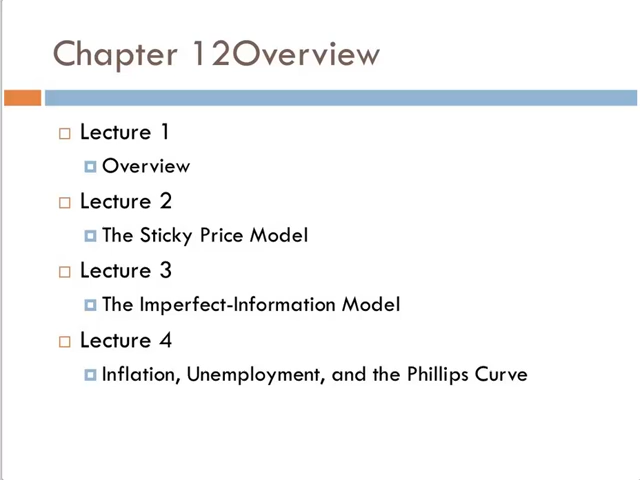 Chapter 12Overview
Lecture 1
Overview
Lecture 2
The Sticky Price Model
Lecture 3
The Imperfect-Information Model
Lecture 4
Inflation, Unemployment, and the Phillips Curve